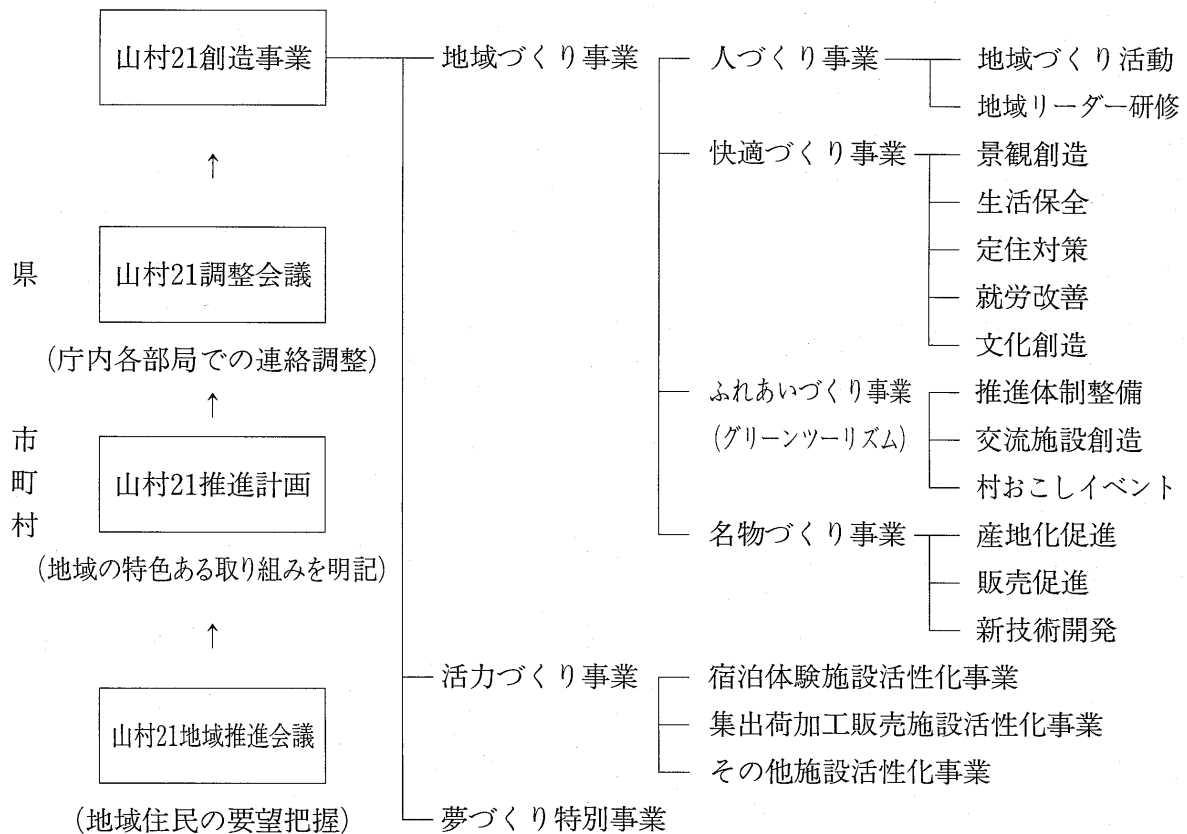 山村21創造事業
↑
県
山村21調整会議
(庁内各部局での連絡調整)
↑
市町村
山村21推進計画
(地域の特色ある取り組みを明記)
↑
山村21地域推進会議
(地域住民の要望把握)
地域づくり事業
人づくり事業
地域づくり活動
地域リーダー研修
快適づくり事業
景観創造
生活保全
定住対策
就労改善
文化創造
ふれあいづくり事業
(グリーンツーリズム)
推進体制整備
交流施設創造
村おこしイベント
名物づくり事業
産地化促進
販売促進
新技術開発
活力づくり事業
宿泊体験施設活性化事業
集出荷加工販売施設活性化事業
その他施設活性化事業
夢づくり特別事業